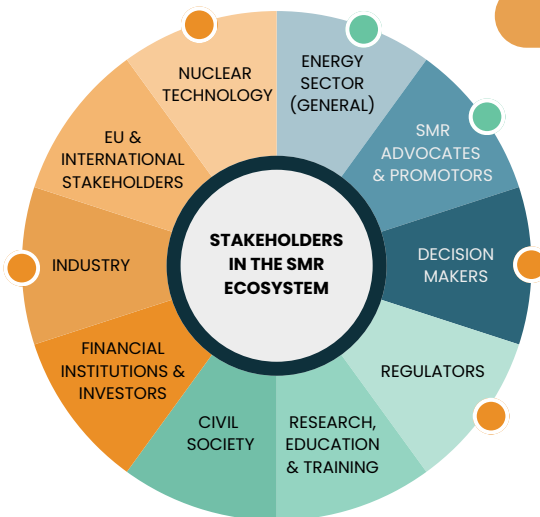 STAKEHOLDERS
IN THE SMR
ECOSYSTEM
ENERGY
SECTOR
(GENERAL)
SMR
ADVOCATES
& PROMOTORS
DECISION
MAKERS
REGULATORS
RESEARCH,
EDUCATION
& TRAINING
CIVIL
SOCIETY
FINANCIAL
INSTITUTIONS &
INVESTORS
INDUSTRY
EU &
INTERNATIONAL
STAKEHOLDERS
NUCLEAR
TECHNOLOGY